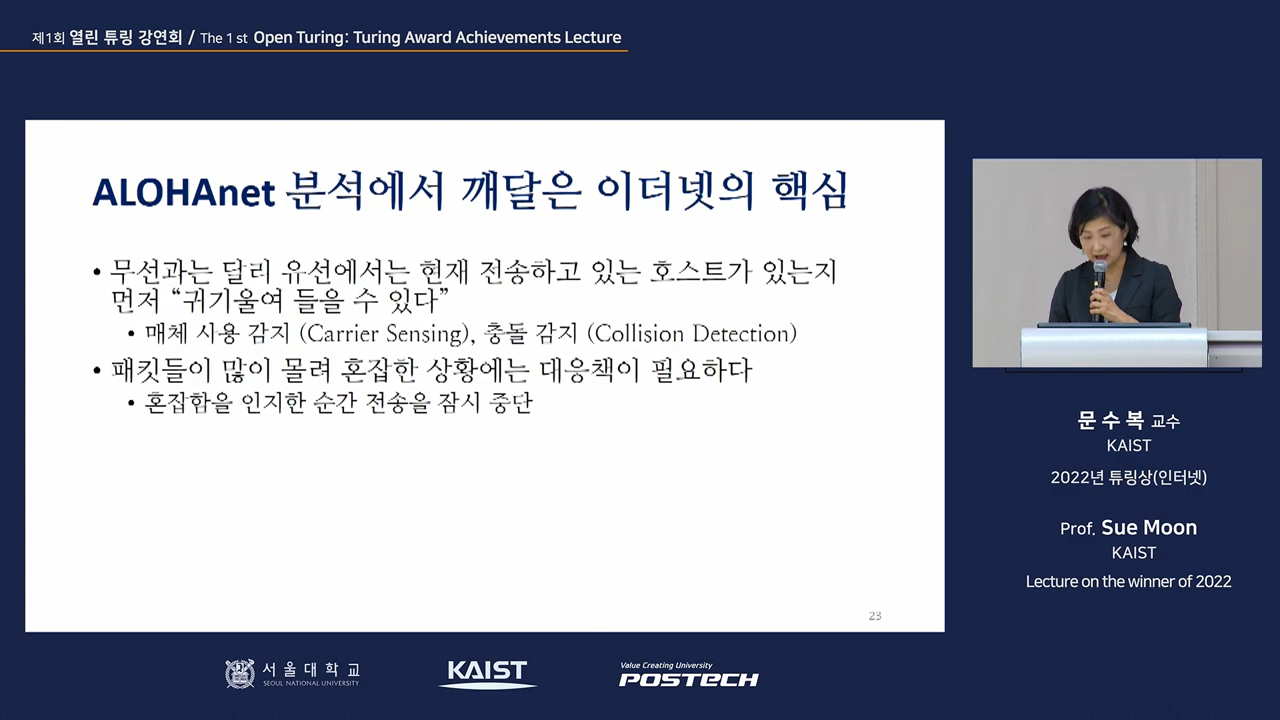 제1회 열린 튜링 강연회 / The 1 st Open Turing: Turing Award Achievements Lecture
ALOHAnet 분석에서 깨달은 이더넷의 핵심
• 무선과는 달리 유선에서는 현재 전송하고 있는 호스트가 있는지
먼저 “귀기울여 들을 수 있다”
• 매체 사용 감지 (Carrier Sensing), 충돌 감지 (Collision Detection)
• 패킷들이 많이 몰려 혼잡한 상황에는 대응책이 필요하다
• 혼잡함을 인지한 순간 전송을 잠시 중단
23
문 수 복 교수
KAIST
2022년 튜링상(인터넷)
Prof. Sue Moon
KAIST
Lecture on the winner of 2022
서울대학교
SEOUL NATIONAL UNIVERSITY
KAIST
Value Creating University
POSTECH